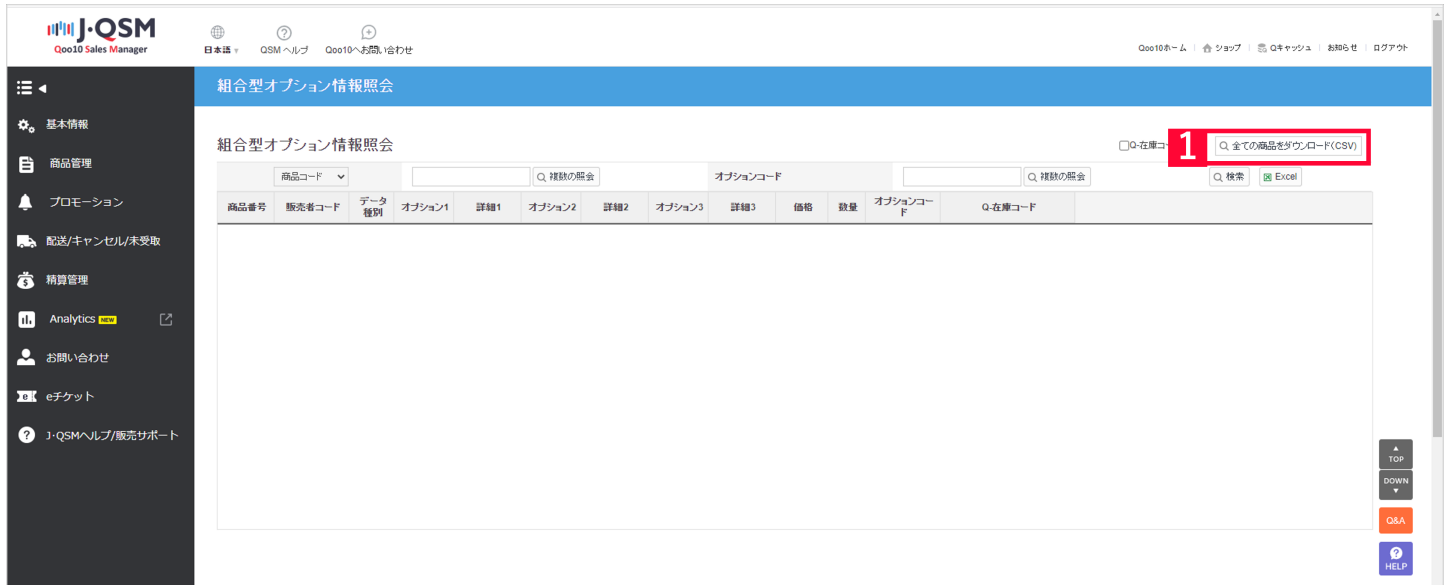 J·QSM
Qoo10 Sales Manager
日本語 ▼ QSM ヘルプ Qoo10へお問い合わせ
Qoo10ホーム ショップ Qキャッシュ お知らせ ログアウト
組合型オプション情報照会
基本情報
商品管理
プロモーション
配送/キャンセル/未受取
精算管理
Analytics NEW
お問い合わせ
eチケット
J·QSMヘルプ/販売サポート
組合型オプション情報照会
Q-在庫コ 1 全ての商品をダウンロード(CSV)
商品コード 複数の照会 オプションコード 複数の照会 検索 Excel
商品番号 販売者コード データ種別 オプション1 詳細1 オプション2 詳細2 オプション3 詳細3 価格 数量 オプションコード Q-在庫コード
TOP
DOWN
Q&A
HELP